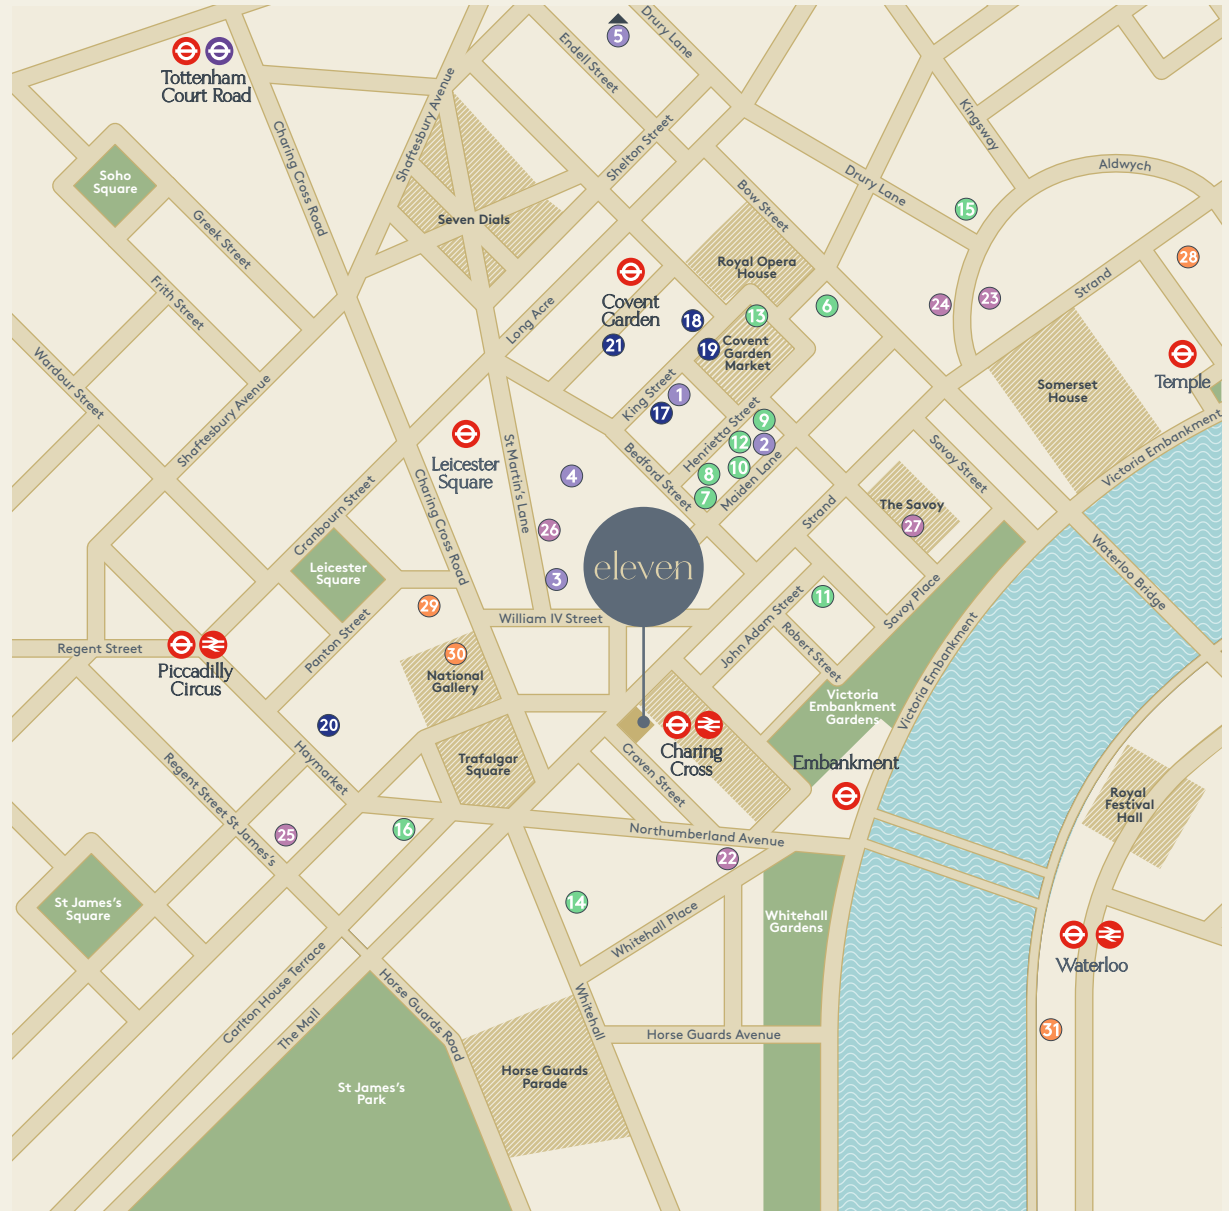 5
Drury Lane
Endell Street
Tottenham
Court Road
Charing Cross Road
Shaftesbury Avenue
Shelton Street
Kingsway
Aldwych
Soho
Square
Greek Street
Frith Street
Seven Dials
Bow Street
Drury Lane
15
Royal Opera
House
28
Strand
24
23
6
Covent
Garden
18
13
21
19
Covent
Garden
Market
Long Acre
Wardour Street
Shaftesbury Avenue
King Street
1
17
Somerset
House
Temple
Victoria Embankment
Leicester
Square
St Martin's Lane
Charing Cross Road
Cranbourn Street
4
26
3
Bedford Street
Henrietta Street
9
12
2
10
8
7
Maiden Lane
Strand
Savoy Street
The Savoy
27
Waterloo Bridge
eleven
Leicester
Square
Panton Street
29
William IV Street
11
John Adam Street
Robert Street
Savoy Place
Victoria Embankment
Regent Street
Piccadilly
Circus
30
National
Gallery
20
Haymarket
Trafalgar
Square
Charing
Cross
Craven Street
Victoria
Embankment
Gardens
Embankment
Royal
Festival
Hall
Regent Street St James's
25
16
Northumberland Avenue
22
14
St James's
Square
Whitehall Place
Whitehall
Gardens
Waterloo
Carlton House Terrace
The Mall
Horse Guards Road
Whitehall
Horse Guards Avenue
31
Horse Guards
Parade
St James's
Park